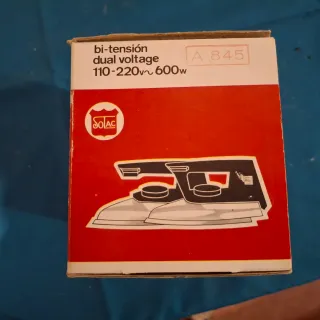 bi-tensión
dual voltage
110-220v~ 600w
A 845
SOLAC